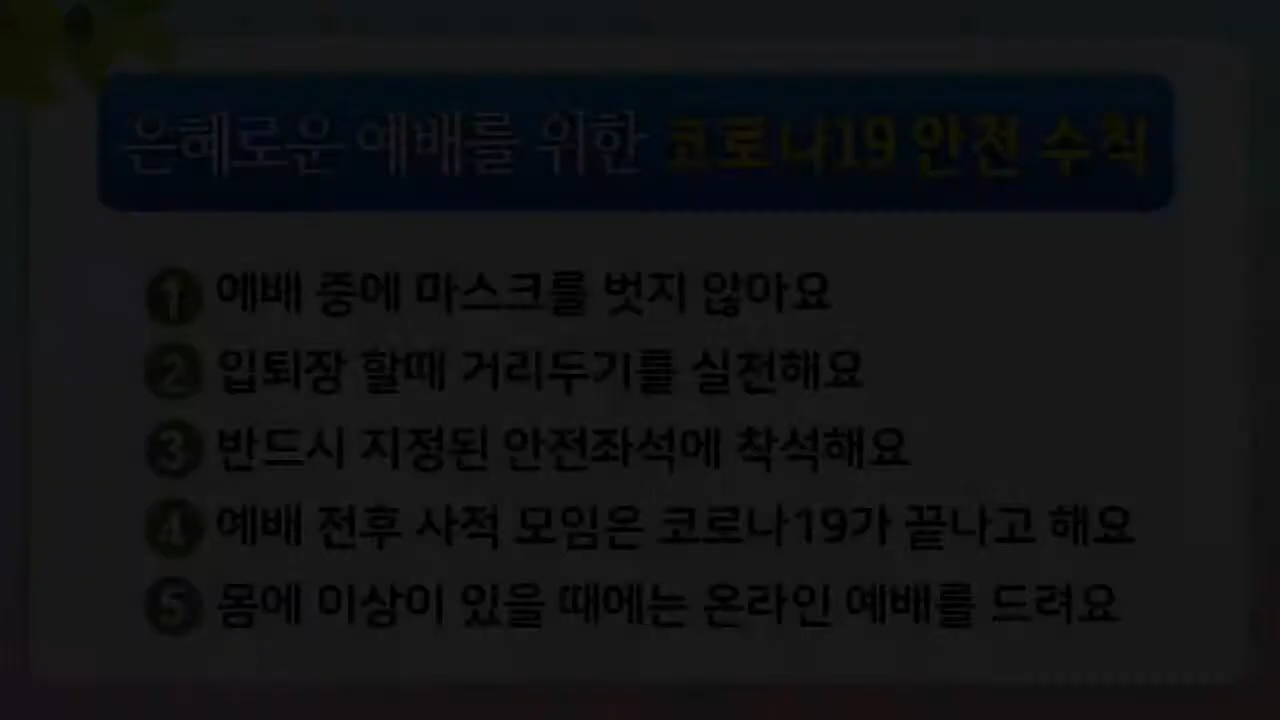 은혜로운 예배를 위한 코로나19 안전 수칙
1 예배 중에 마스크를 벗지 않아요
2 입퇴장 할때 거리두기를 실천해요
3 반드시 지정된 안전좌석에 착석해요
4 예배 전후 사적 모임은 코로나19가 끝나고 해요
5 몸에 이상이 있을 때에는 온라인 예배를 드려요